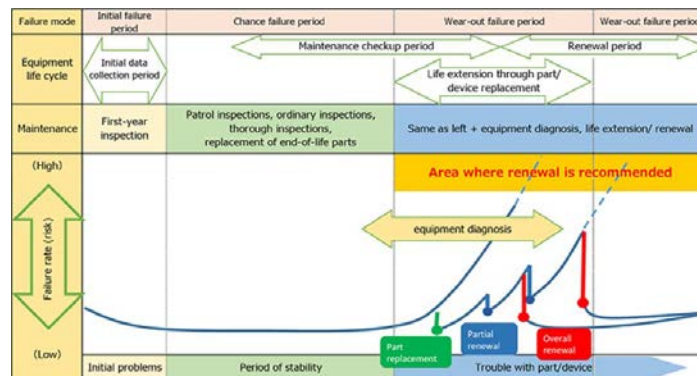 Failure mode
Initial failure
period
Chance failure period
Wear-out failure period
Wear-out failure period
Equipment
life cycle
Initial data
collection period
Maintenance checkup period
Renewal period
Life extension through part/
device replacement
Maintenance
First-year
inspection
Patrol inspections, ordinary inspections,
thorough inspections,
replacement of end-of-life parts
Same as left + equipment diagnosis, life extension/ renewal
(High)
Failure rate (risk)
(Low)
Area where renewal is recommended
equipment diagnosis
Part
replacement
Partial
renewal
Overall
renewal
Initial problems
Period of stability
Trouble with part/device